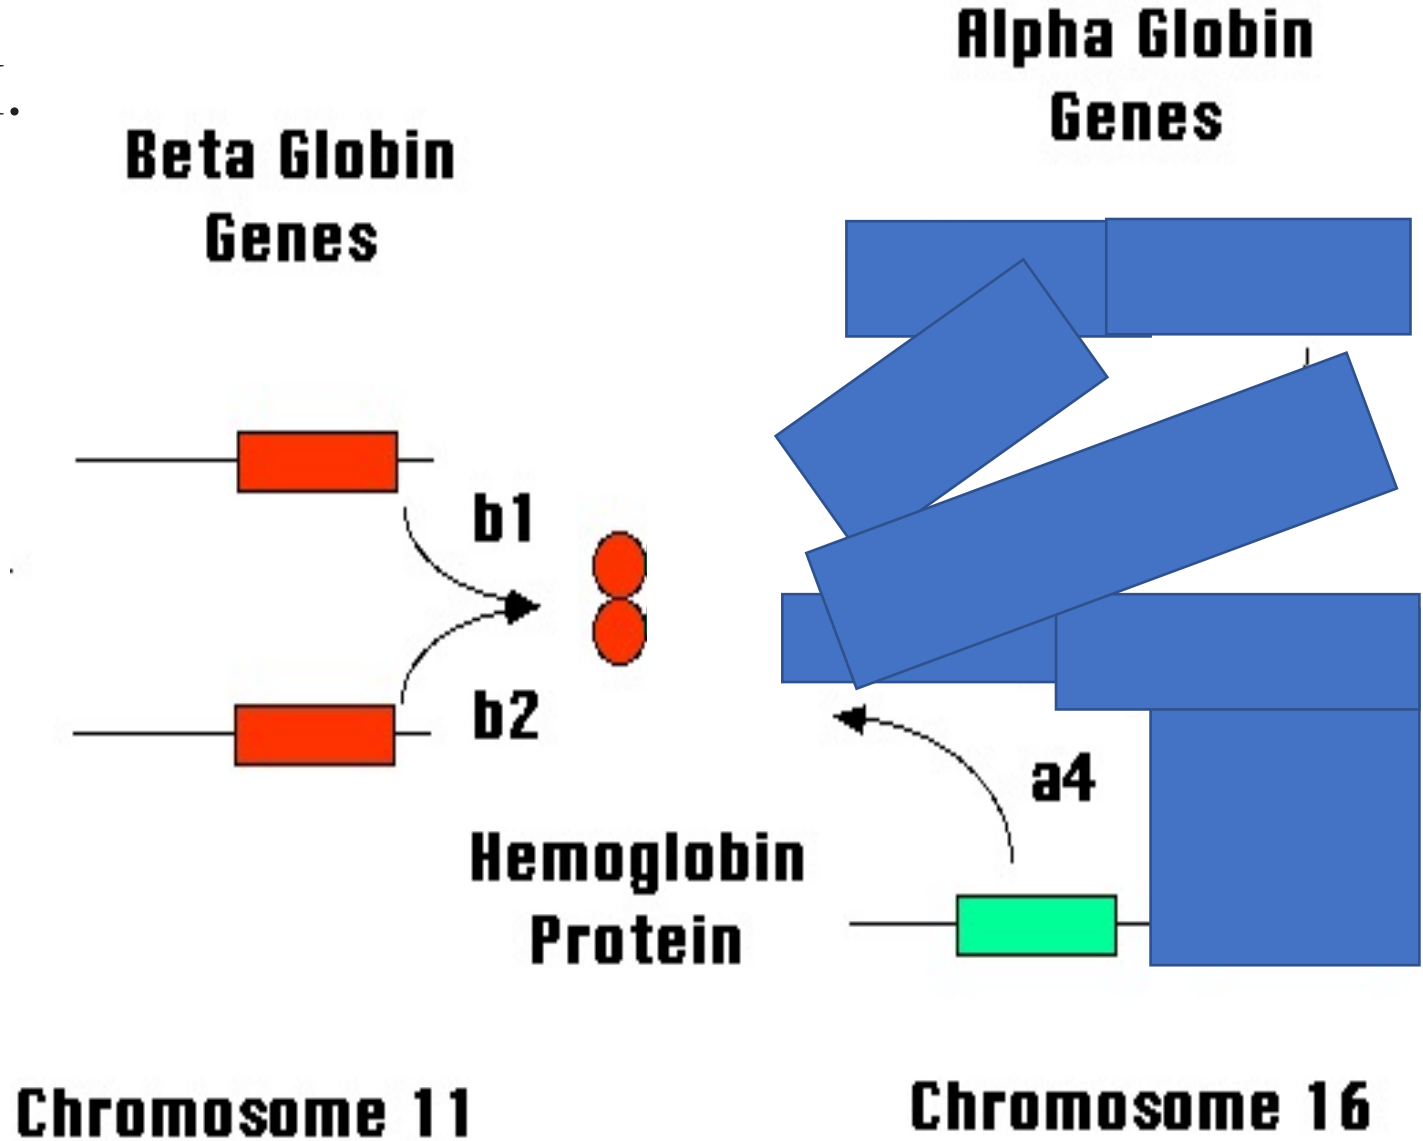 Beta Globin
Genes
Alpha Globin
Genes
b1
b2
a4
Hemoglobin
Protein
Chromosome 11
Chromosome 16